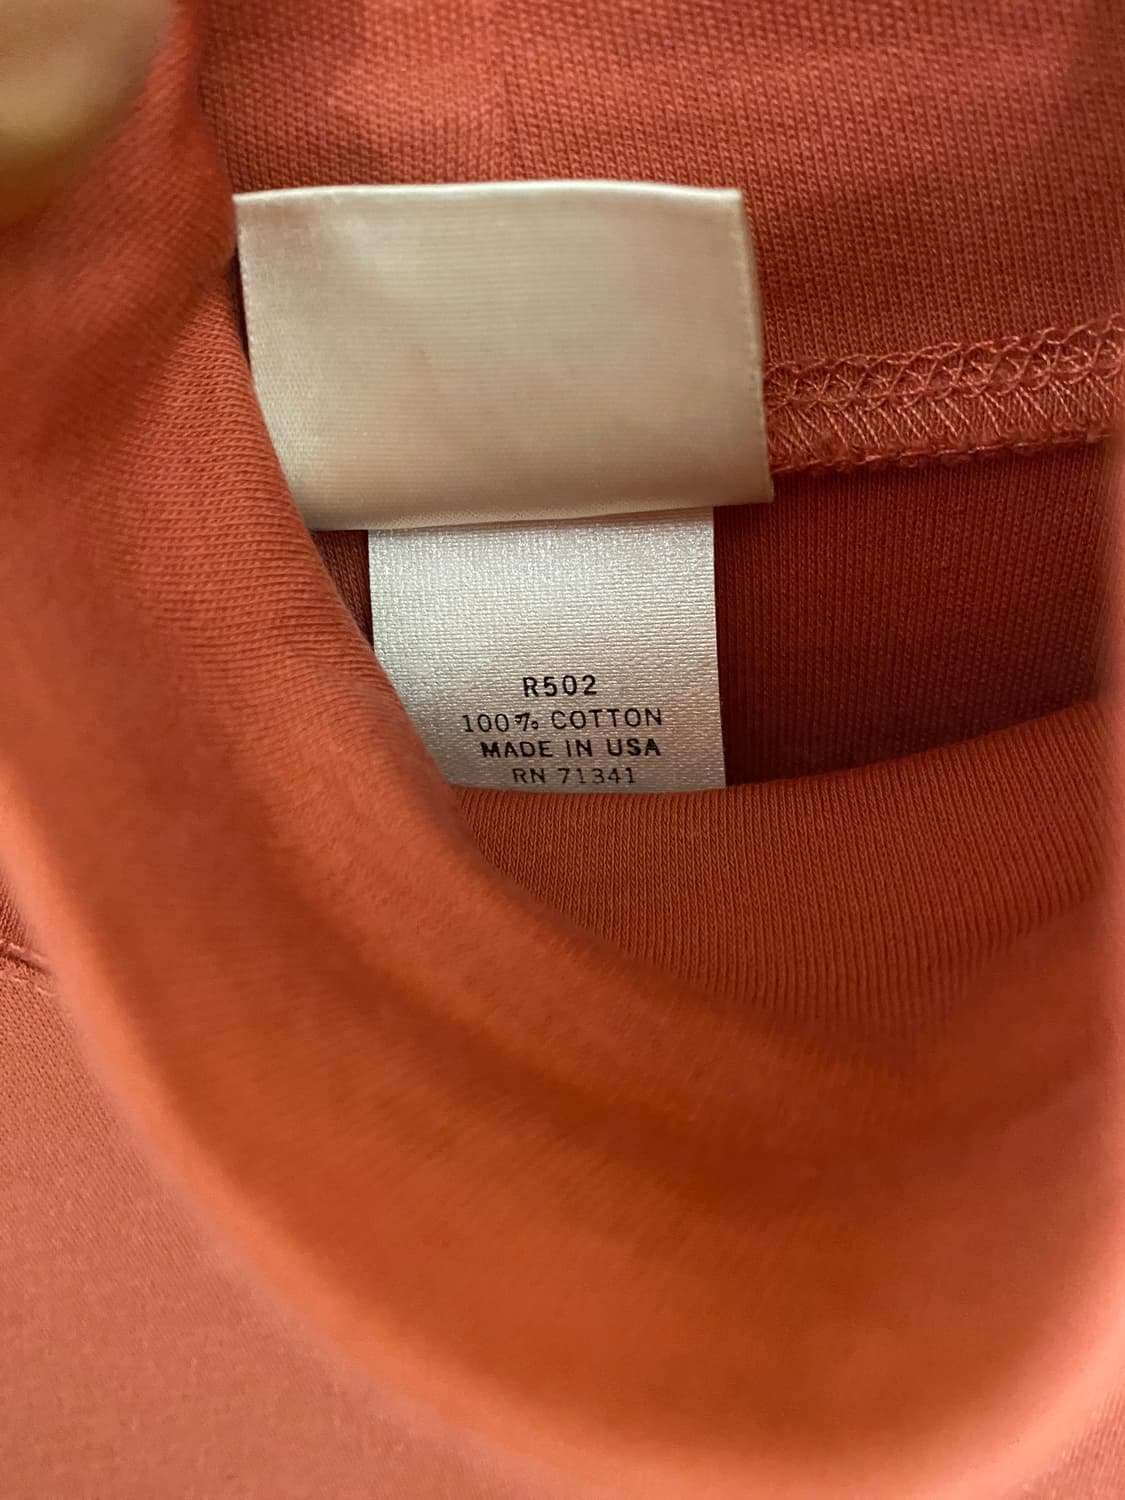 R502
100% COTTON
MADE IN USA
RN 71341